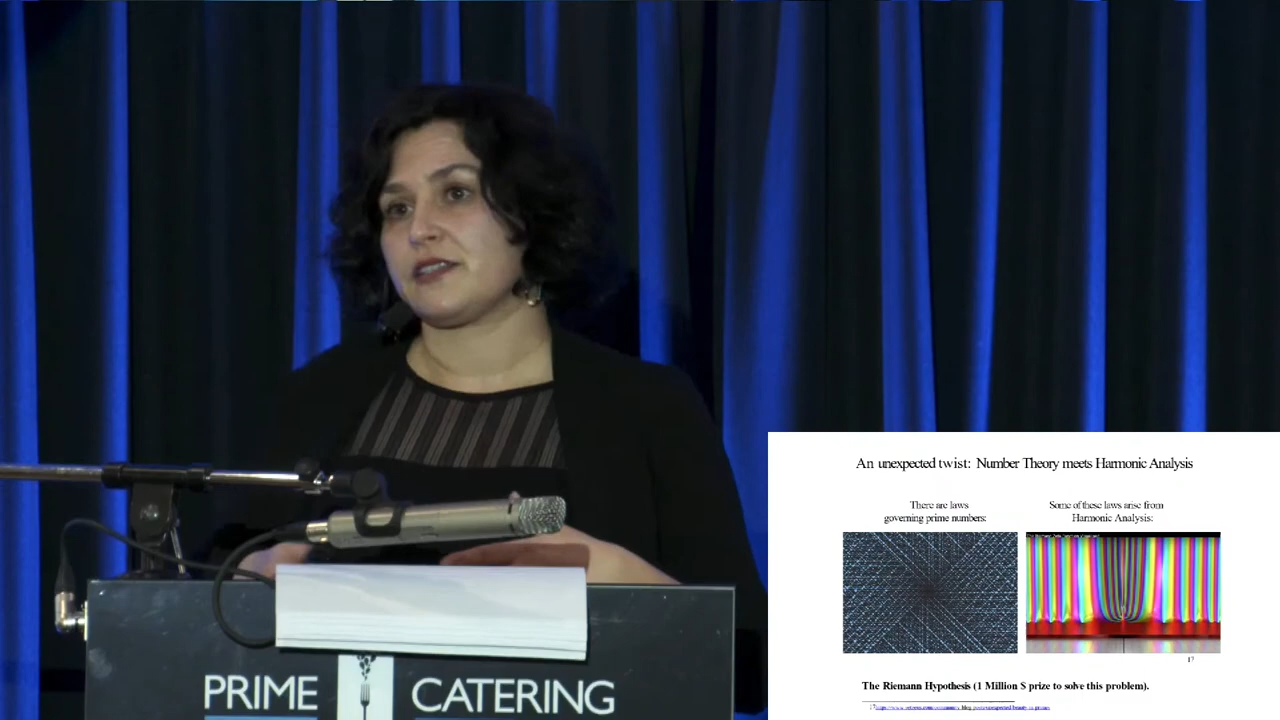 An unexpected twist: Number Theory meets Harmonic Analysis
There are laws
governing prime numbers:
Some of these laws arise from
Harmonic Analysis:
17
The Riemann Hypothesis (1 Million $ prize to solve this problem).
PRIME CATERING